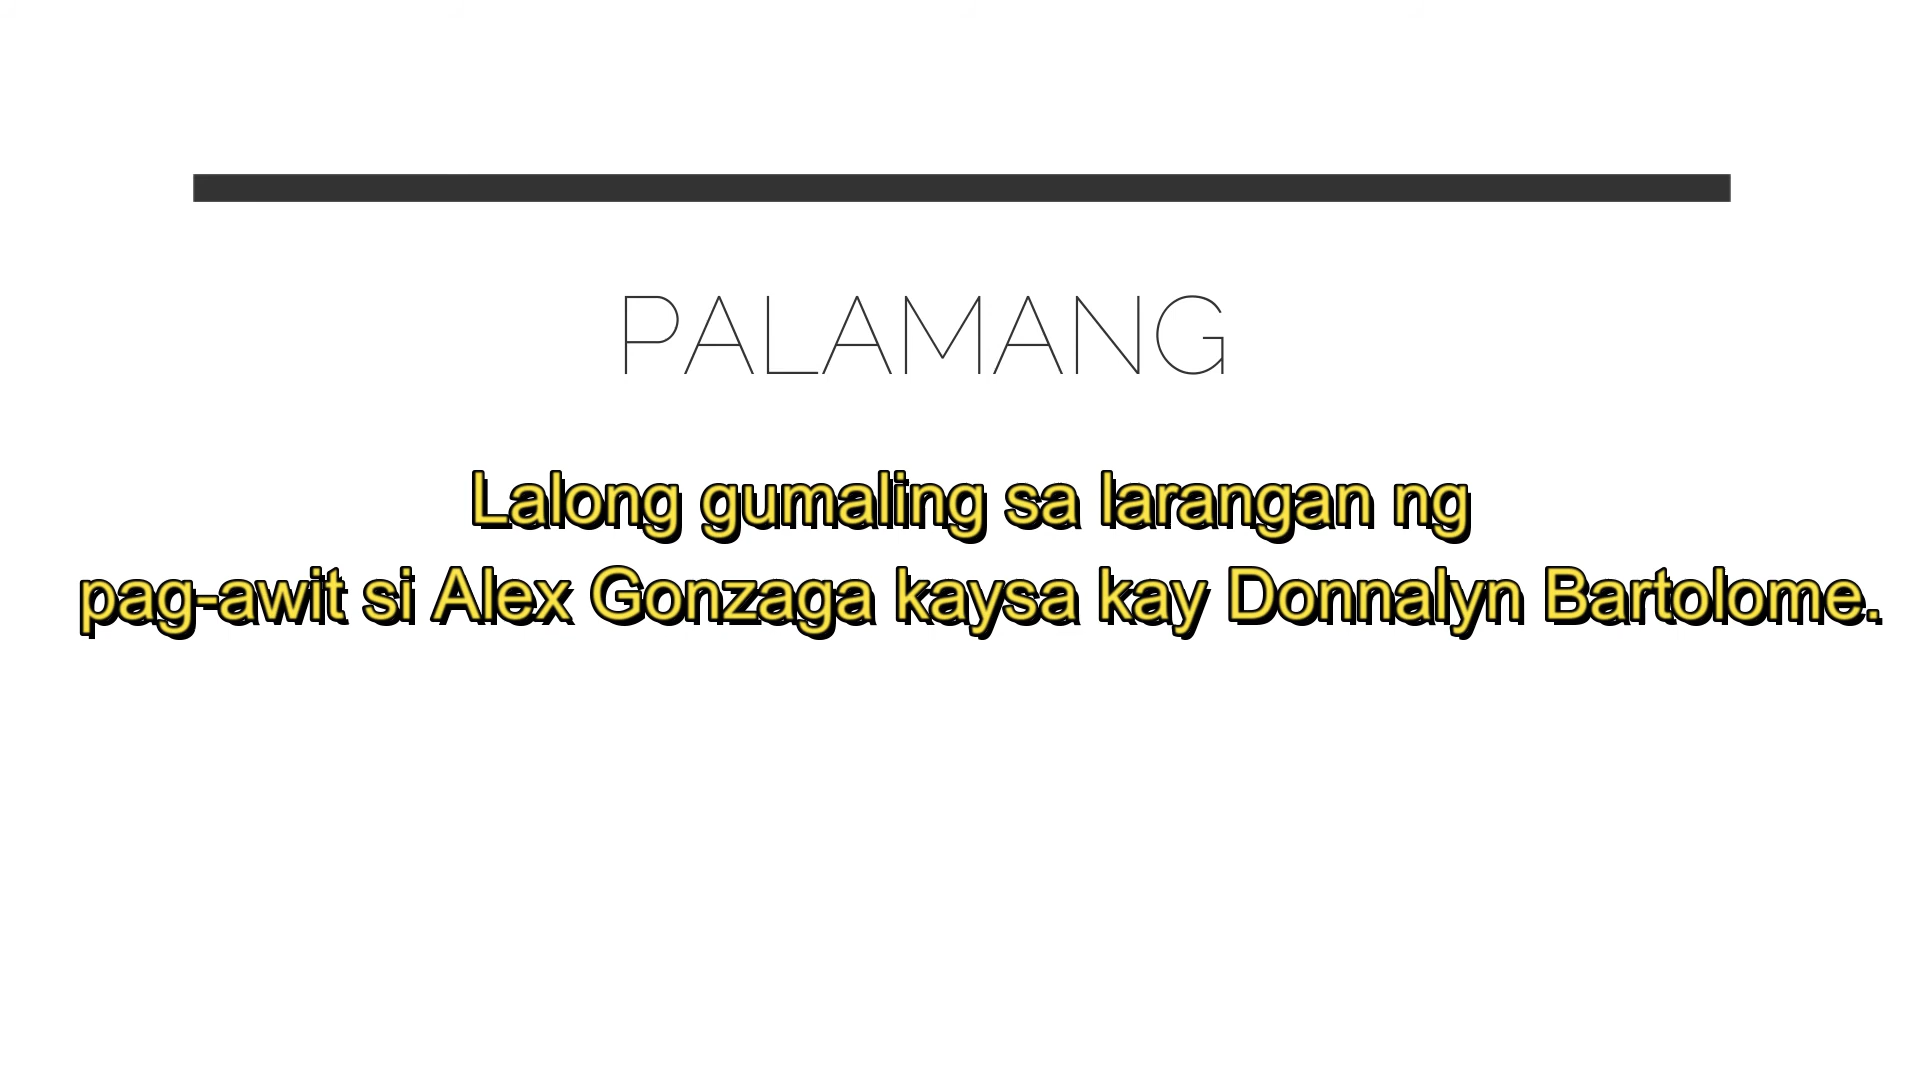 PALAMANG
Lalong gumaling sa larangan ng
pag-awit si Alex Gonzaga kaysa kay Donnalyn Bartolome.